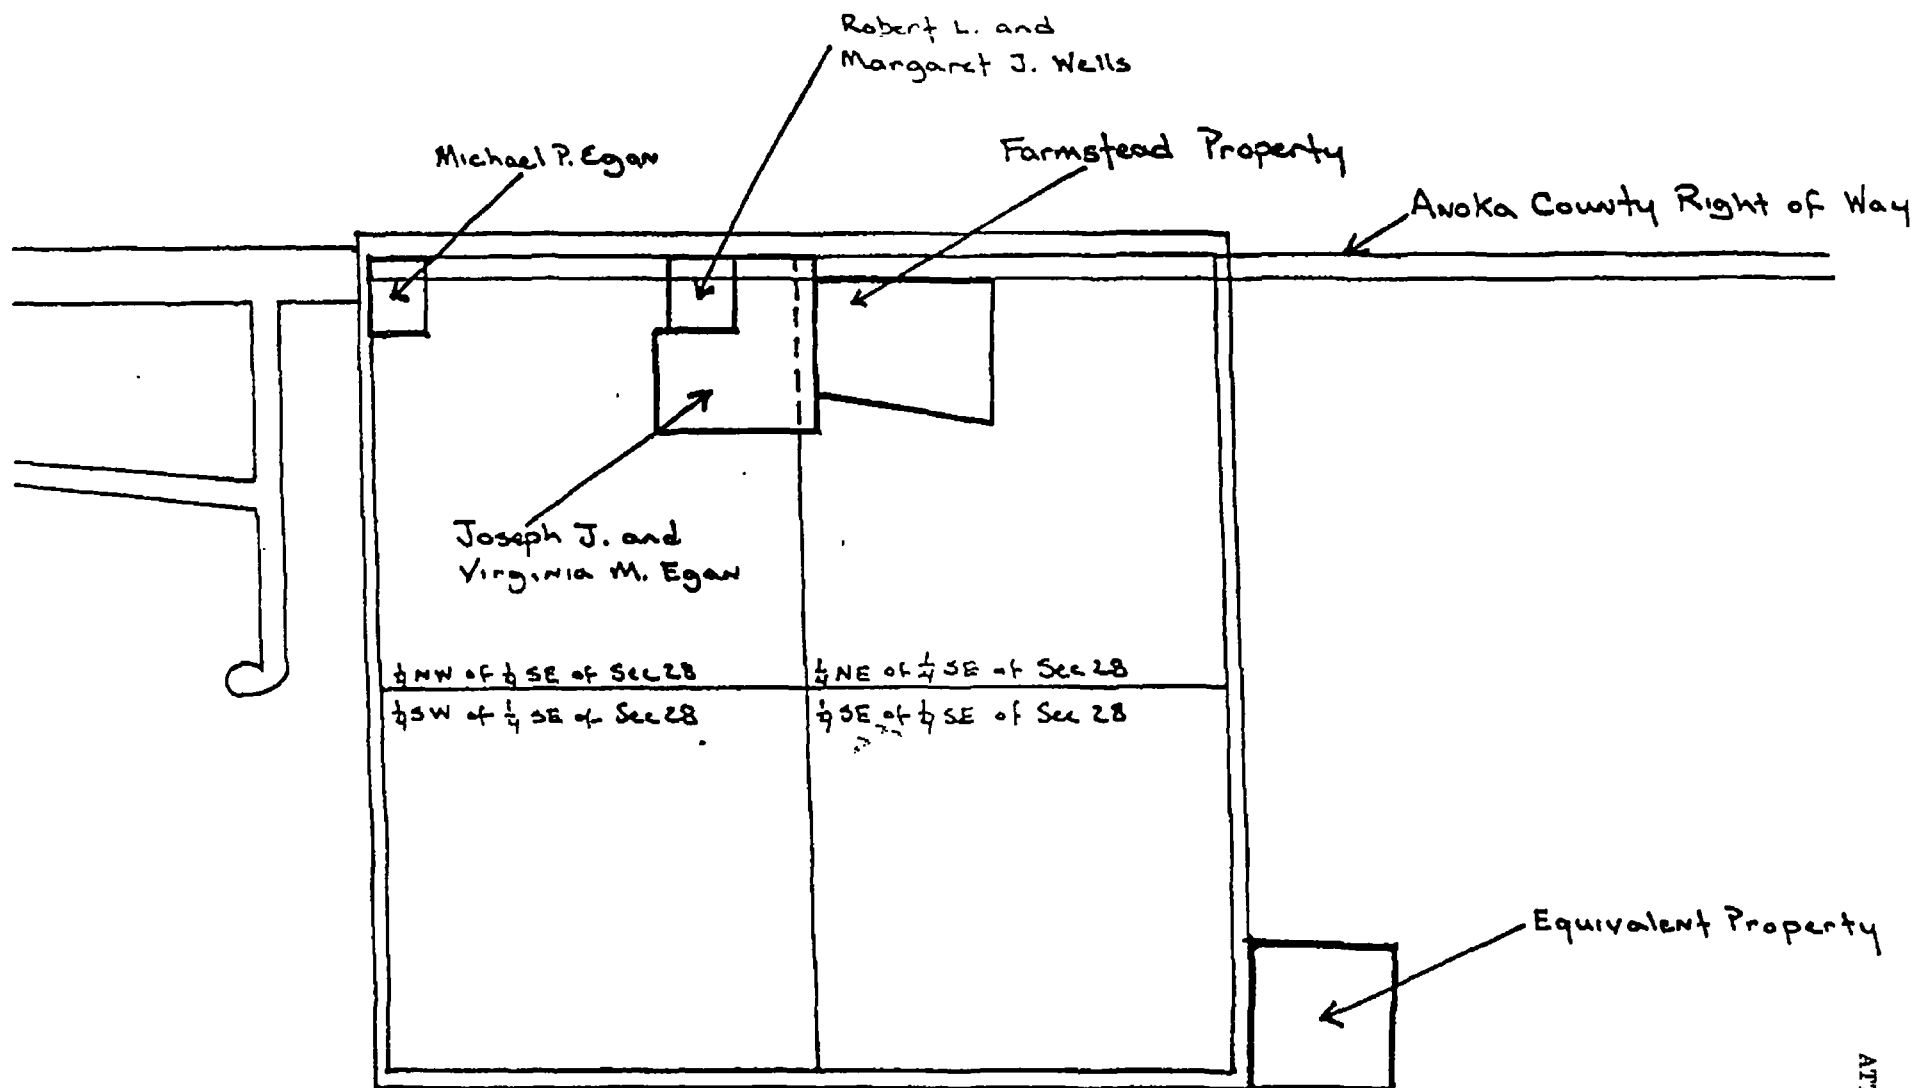 Robert L. and
Margaret J. Wells
Michael P. Egan
Farmstead Property
Anoka County Right of Way
Joseph J. and
Virginia M. Egan
1/4 NW of 1/4 SE of Sec 28
1/4 NE of 1/4 SE of Sec 28
1/4 SW of 1/4 SE of Sec 28
1/4 SE of 1/4 SE of Sec 28
Equivalent Property